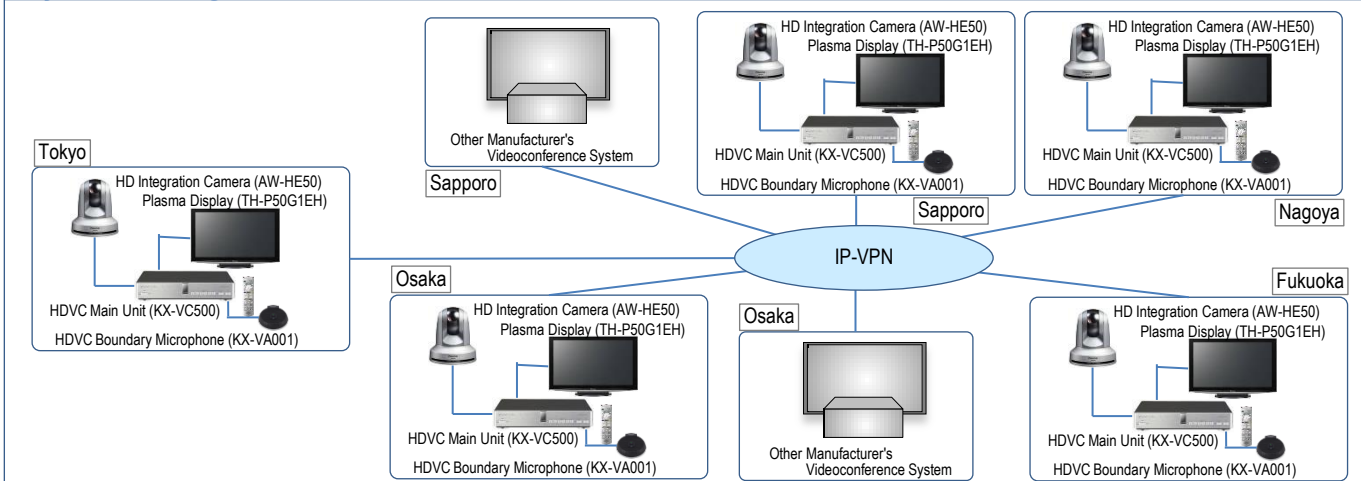 Other Manufacturer's
Videoconference System
Sapporo
HD Integration Camera (AW-HE50)
Plasma Display (TH-P50G1EH)
HDVC Main Unit (KX-VC500)
HDVC Boundary Microphone (KX-VA001)
Sapporo
HD Integration Camera (AW-HE50)
Plasma Display (TH-P50G1EH)
HDVC Main Unit (KX-VC500)
HDVC Boundary Microphone (KX-VA001)
Nagoya
Tokyo
HD Integration Camera (AW-HE50)
Plasma Display (TH-P50G1EH)
HDVC Main Unit (KX-VC500)
HDVC Boundary Microphone (KX-VA001)
IP-VPN
Osaka
HD Integration Camera (AW-HE50)
Plasma Display (TH-P50G1EH)
HDVC Main Unit (KX-VC500)
HDVC Boundary Microphone (KX-VA001)
Osaka
Other Manufacturer's
Videoconference System
Fukuoka
HD Integration Camera (AW-HE50)
Plasma Display (TH-P50G1EH)
HDVC Main Unit (KX-VC500)
HDVC Boundary Microphone (KX-VA001)